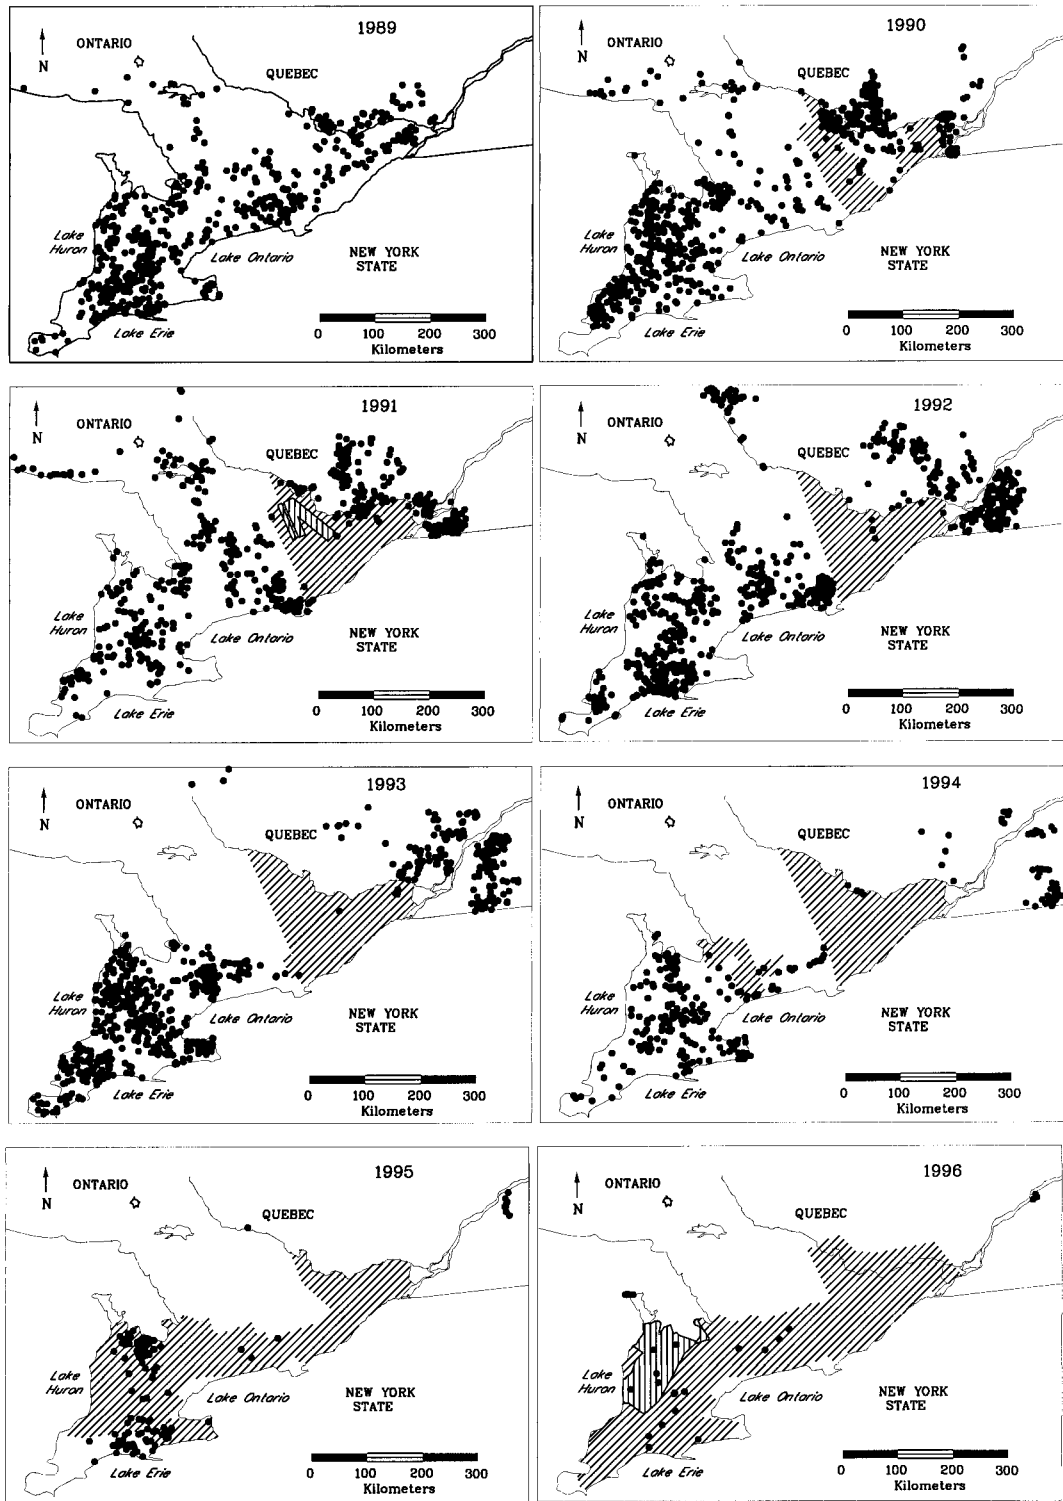 1989
ONTARIO
N
QUEBEC
Lake
Huron
Lake Ontario
NEW YORK
STATE
Lake Erie
0 100 200 300
Kilometers
1990
ONTARIO
N
QUEBEC
Lake
Huron
Lake Ontario
NEW YORK
STATE
Lake Erie
0 100 200 300
Kilometers
1991
ONTARIO
N
QUEBEC
Lake
Huron
Lake Ontario
NEW YORK
STATE
Lake Erie
0 100 200 300
Kilometers
1992
ONTARIO
N
QUEBEC
Lake
Huron
Lake Ontario
NEW YORK
STATE
Lake Erie
0 100 200 300
Kilometers
1993
ONTARIO
N
QUEBEC
Lake
Huron
Lake Ontario
NEW YORK
STATE
Lake Erie
0 100 200 300
Kilometers
1994
ONTARIO
N
QUEBEC
Lake
Huron
Lake Ontario
NEW YORK
STATE
Lake Erie
0 100 200 300
Kilometers
1995
ONTARIO
N
QUEBEC
Lake
Huron
Lake Ontario
NEW YORK
STATE
Lake Erie
0 100 200 300
Kilometers
1996
ONTARIO
N
QUEBEC
Lake
Huron
Lake Ontario
NEW YORK
STATE
Lake Erie
0 100 200 300
Kilometers